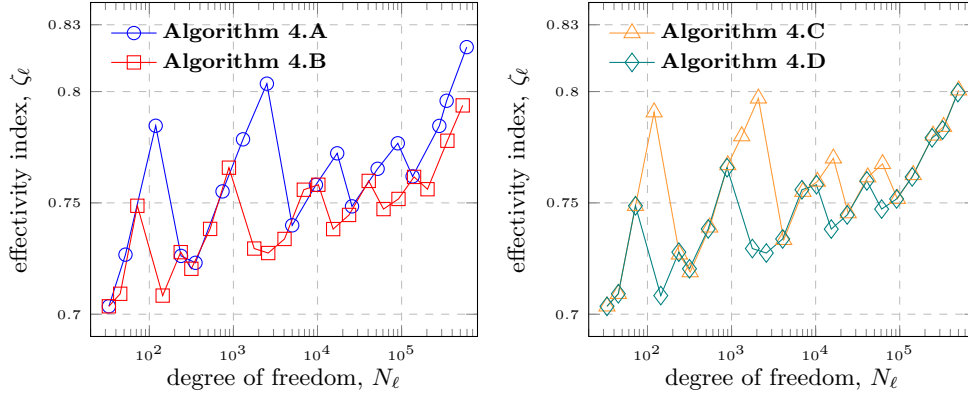 0.83
0.8
0.75
0.7
effectivity index, ζℓ
Algorithm 4.A
Algorithm 4.B
10² 10³ 10⁴ 10⁵
degree of freedom, Nℓ
0.83
0.8
0.75
0.7
effectivity index, ζℓ
Algorithm 4.C
Algorithm 4.D
10² 10³ 10⁴ 10⁵
degree of freedom, Nℓ